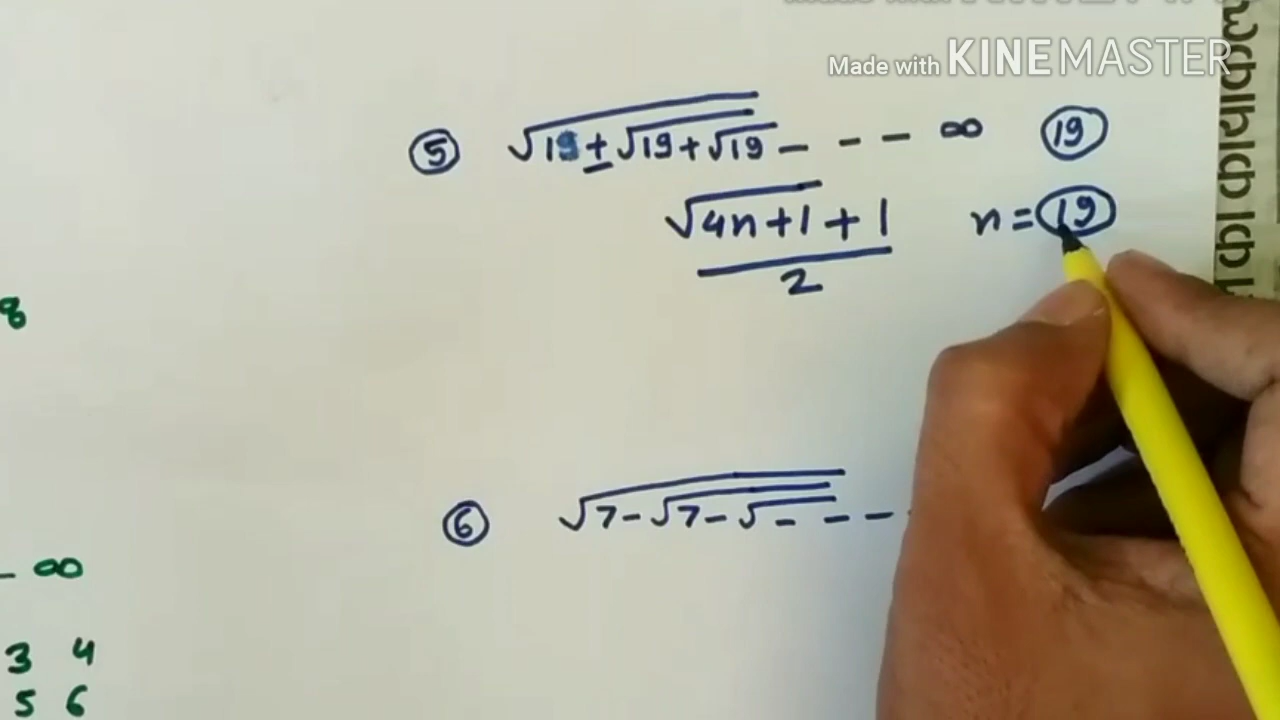 Made with KINEMASTER
⑤ √19 + √19 + √19 - - - ∞ ⑲
√4n+1 + 1 n = ⑲
2
8
⑥ √7 - √7 - √- - -
- ∞
3 4
5 6